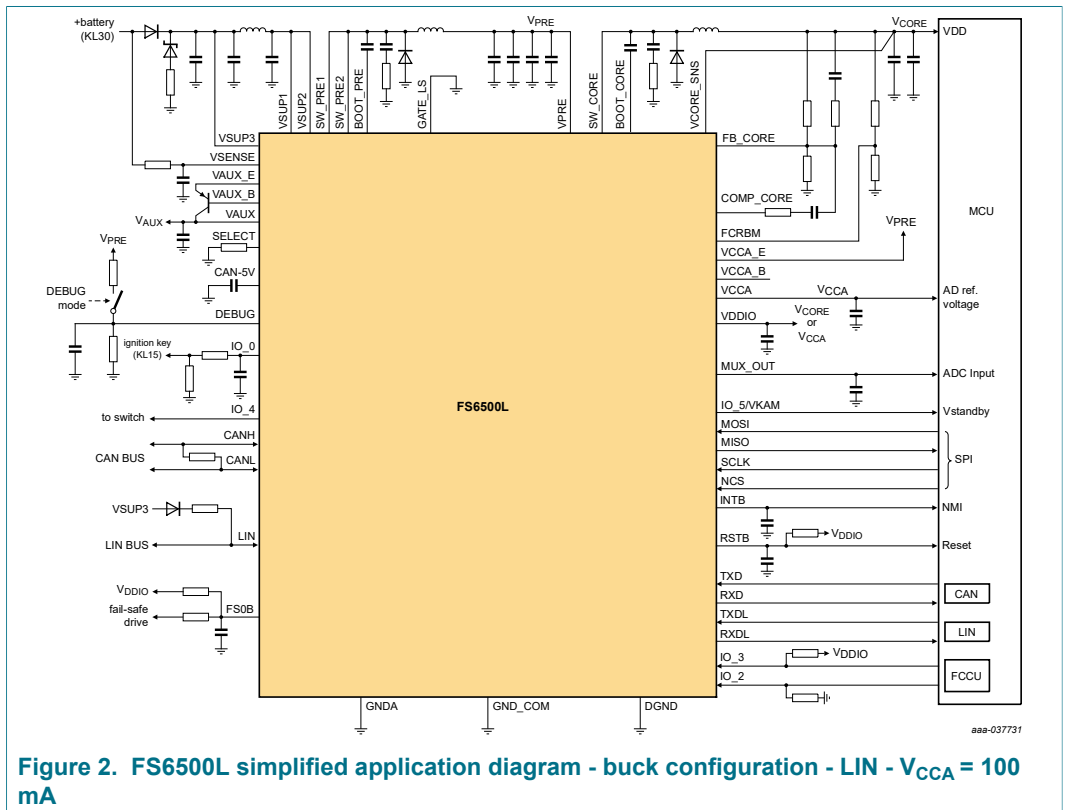 +battery
(KL30)
VPRE
VCORE
VDD
VSUP1
VSUP2
SW_PRE1
SW_PRE2
BOOT_PRE
GATE_LS
VPRE
SW_CORE
BOOT_CORE
VCORE_SNS
VSUP3
VSENSE
VAUX_E
VAUX_B
VAUX
VAUX
SELECT
VPRE
CAN-5V
DEBUG
mode
DEBUG
ignition key
(KL15)
IO_0
to switch
IO_4
CANH
CAN BUS
CANL
VSUP3
LIN
LIN BUS
VDDIO
fail-safe
drive
FS0B
FS6500L
FB_CORE
COMP_CORE
MCU
VPRE
FCRBM
VCCA_E
VCCA_B
VCCA
VCCA
AD ref.
voltage
VDDIO
VCORE
or
VCCA
MUX_OUT
ADC Input
IO_5/VKAM
Vstandby
MOSI
MISO
SPI
SCLK
NCS
INTB
NMI
RSTB
VDDIO
Reset
TXD
CAN
RXD
TXDL
LIN
RXDL
IO_3
VDDIO
FCCU
IO_2
GNDA
GND_COM
DGND
aaa-037731
Figure 2. FS6500L simplified application diagram - buck configuration - LIN - VCCA = 100
mA